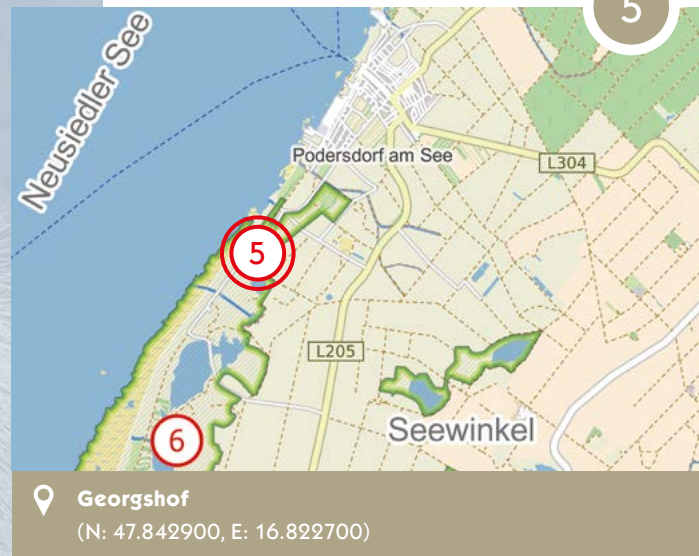 5
Neusiedler See
Podersdorf am See
L304
5
L205
Seewinkel
6
Georgshof
(N: 47.842900, E: 16.822700)